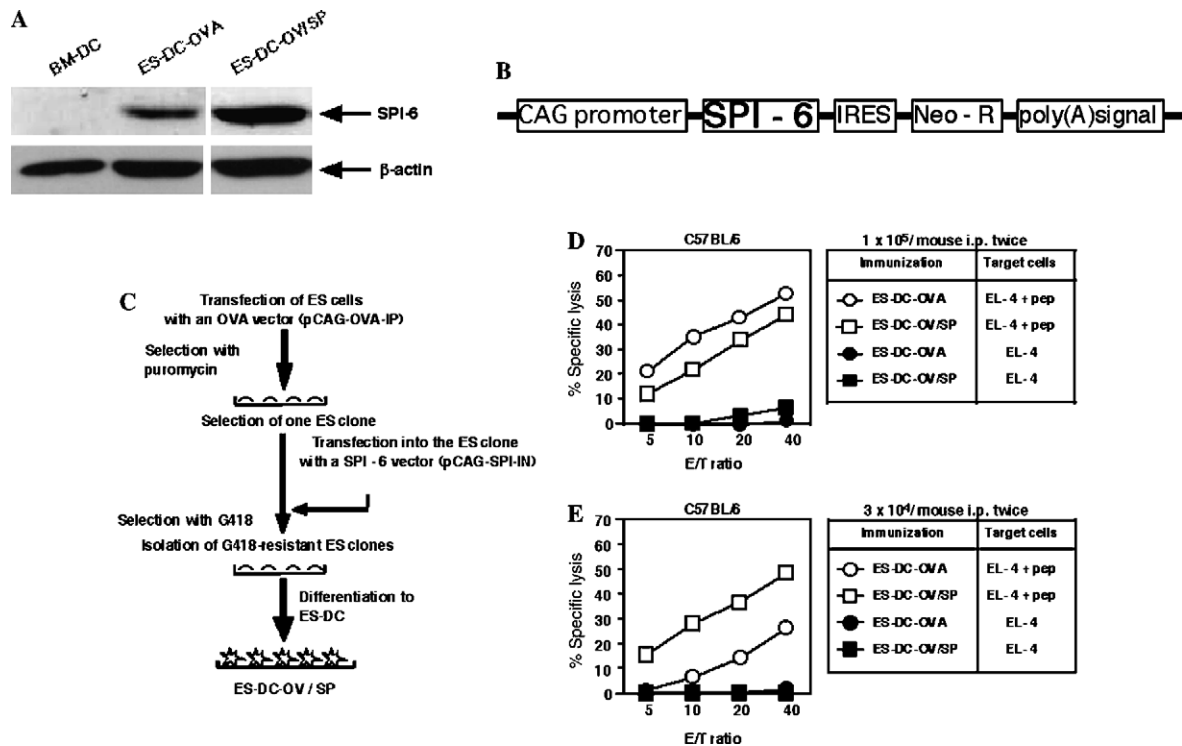 A
BM-DC
ES-DC-OVA
ES-DC-OV/SP
SPI-6
β-actin
B
CAG promoter SPI - 6 IRES Neo - R poly(A)signal
C
Transfection of ES cells
with an OVA vector (pCAG-OVA-IP)
Selection with
puromycin
Selection of one ES clone
Transfection into the ES clone
with a SPI - 6 vector (pCAG-SPI-IN)
Selection with G418
Isolation of G418-resistant ES clones
Differentiation to
ES-DC
ES-DC-OV / SP
D
C57BL/6
% Specific lysis
70
60
50
40
30
20
10
0
5 10 20 40
E/T ratio
1 x 10⁵/ mouse i.p. twice
Immunization Target cells
ES-DC-OVA EL- 4 + pep
ES-DC-OV/SP EL- 4 + pep
ES-DC-OVA EL- 4
ES-DC-OV/SP EL- 4
E
C57BL/6
% Specific lysis
70
60
50
40
30
20
10
0
5 10 20 40
E/T ratio
3 x 10⁴/ mouse i.p. twice
Immunization Target cells
ES-DC-OVA EL- 4 + pep
ES-DC-OV/SP EL- 4 + pep
ES-DC-OVA EL- 4
ES-DC-OV/SP EL- 4